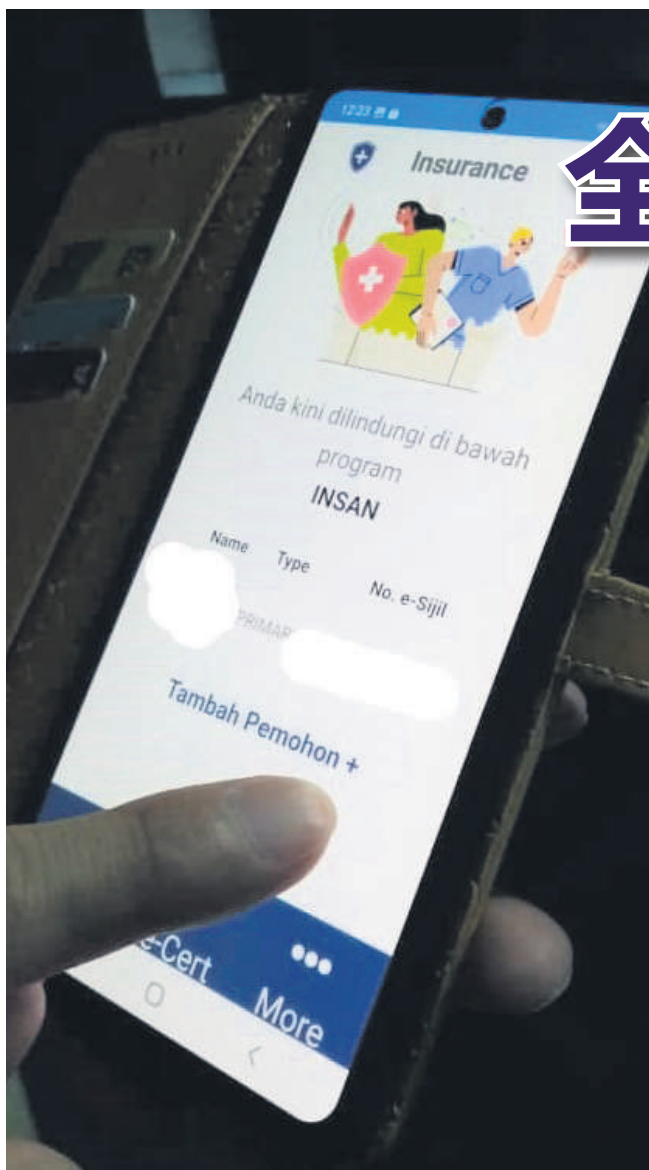 12:23
Insurance
全
Anda kini dilindungi di bawah
program
INSAN
Name Type No. e-Sijil
PRIMAR
Tambah Pemohon +
e-Cert
More